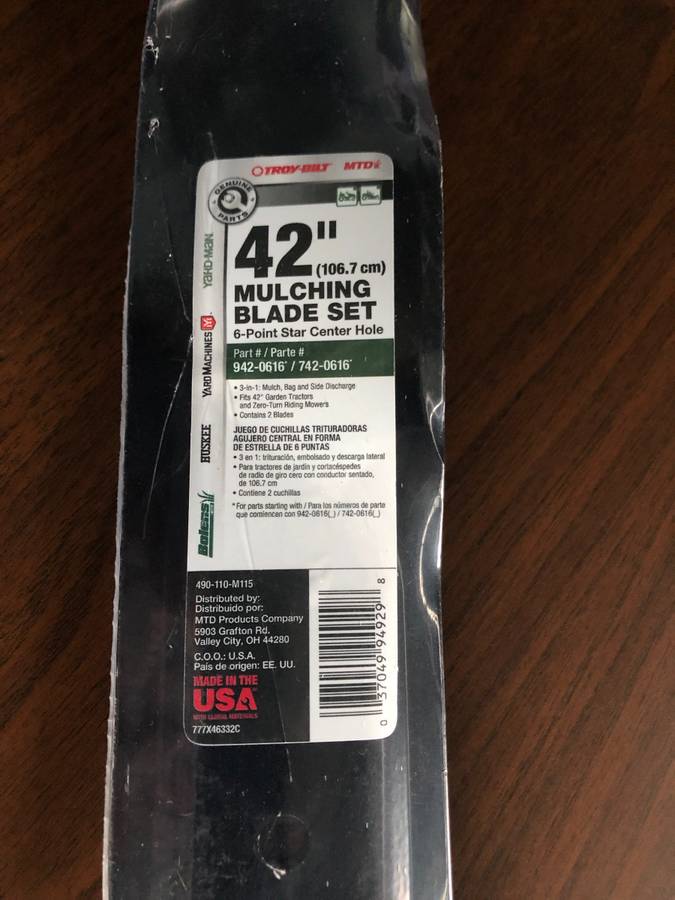 TROY-BILT MTD
GENUINE PARTS
42"
(106.7 cm)
MULCHING
BLADE SET
6-Point Star Center Hole
Part # / Parte #
942-0616* / 742-0616*
• 3-in-1: Mulch, Bag and Side Discharge
• Fits 42" Garden Tractors
and Zero-Turn Riding Mowers
• Contains 2 Blades
JUEGO DE CUCHILLAS TRITURADORAS
AGUJERO CENTRAL EN FORMA
DE ESTRELLA DE 6 PUNTAS
• 3 en 1: trituración, embolsado y descarga lateral
• Para tractores de jardín y cortacéspedes
de radio de giro cero con conductor sentado,
de 106.7 cm
• Contiene 2 cuchillas
*For parts starting with / Para los números de parte
que comiencen con 942-0616(_) / 742-0616(_)
YARD-MAN
YARD MACHINES
HUSKEE
Bolens
490-110-M115
Distributed by:
Distribuido por:
MTD Products Company
5903 Grafton Rd.
Valley City, OH 44280
C.O.O.: U.S.A.
País de origen: EE. UU.
MADE IN THE
USA
WITH GLOBAL MATERIALS
777X46332C
0 37049 94929 8